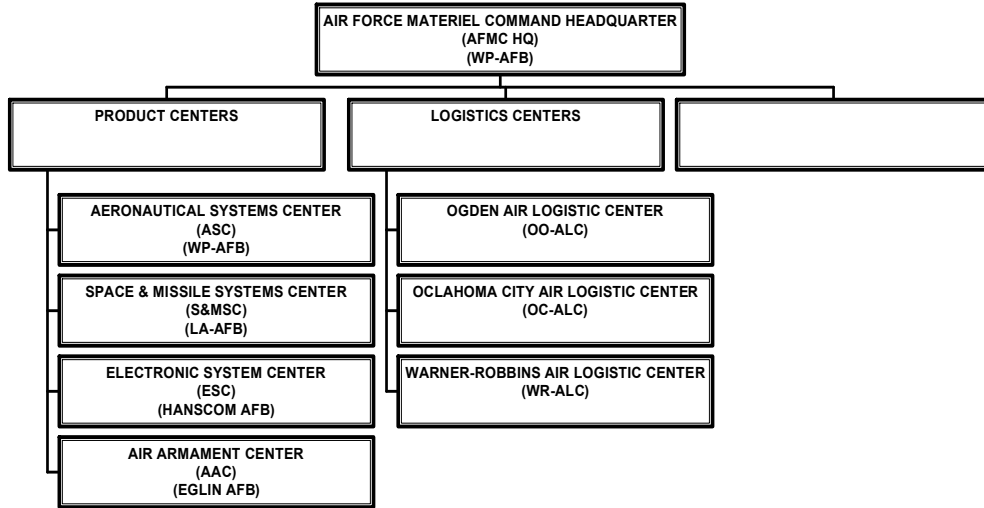 AIR FORCE MATERIEL COMMAND HEADQUARTER
(AFMC HQ)
(WP-AFB)
PRODUCT CENTERS
LOGISTICS CENTERS
AERONAUTICAL SYSTEMS CENTER
(ASC)
(WP-AFB)
SPACE & MISSILE SYSTEMS CENTER
(S&MSC)
(LA-AFB)
ELECTRONIC SYSTEM CENTER
(ESC)
(HANSCOM AFB)
AIR ARMAMENT CENTER
(AAC)
(EGLIN AFB)
OGDEN AIR LOGISTIC CENTER
(OO-ALC)
OCLAHOMA CITY AIR LOGISTIC CENTER
(OC-ALC)
WARNER-ROBBINS AIR LOGISTIC CENTER
(WR-ALC)